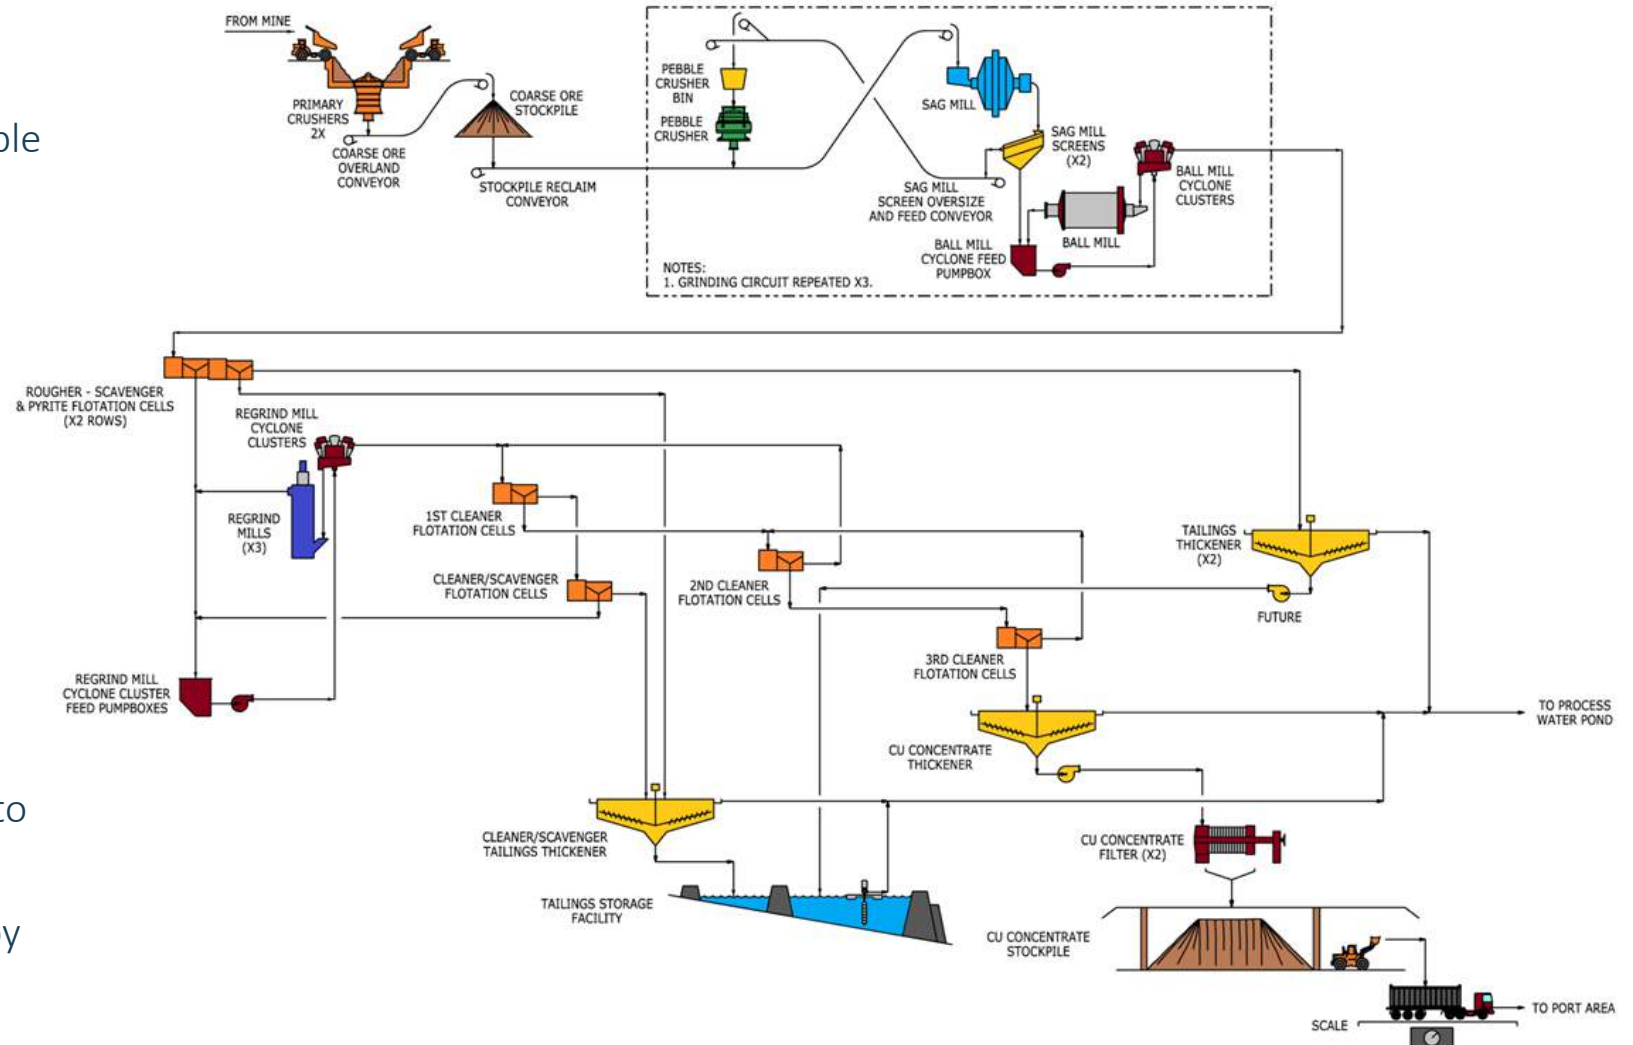 FROM MINE
PRIMARY
CRUSHERS
2X
COARSE ORE
OVERLAND
CONVEYOR
COARSE ORE
STOCKPILE
STOCKPILE RECLAIM
CONVEYOR
PEBBLE
CRUSHER
BIN
PEBBLE
CRUSHER
SAG MILL
SAG MILL
SCREENS
(X2)
SAG MILL
SCREEN OVERSIZE
AND FEED CONVEYOR
BALL MILL
CYCLONE
CLUSTERS
BALL MILL
BALL MILL
CYCLONE FEED
PUMPBOX
NOTES:
1. GRINDING CIRCUIT REPEATED X3.
ROUGHER - SCAVENGER
& PYRITE FLOTATION CELLS
(X2 ROWS)
REGRIND MILL
CYCLONE
CLUSTERS
REGRIND
MILLS
(X3)
1ST CLEANER
FLOTATION CELLS
CLEANER/SCAVENGER
FLOTATION CELLS
2ND CLEANER
FLOTATION CELLS
TAILINGS
THICKENER
(X2)
FUTURE
3RD CLEANER
FLOTATION CELLS
REGRIND MILL
CYCLONE CLUSTER
FEED PUMPBOXES
TO PROCESS
WATER POND
CU CONCENTRATE
THICKENER
to
CLEANER/SCAVENGER
TAILINGS THICKENER
CU CONCENTRATE
FILTER (X2)
TAILINGS STORAGE
FACILITY
CU CONCENTRATE
STOCKPILE
TO PORT AREA
SCALE